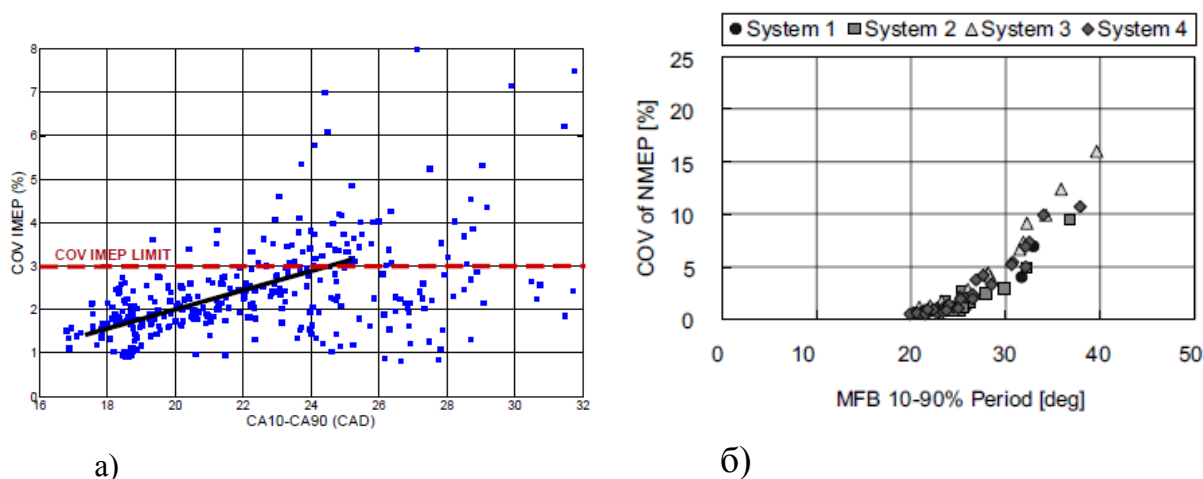 8
7
6
5
4
3
2
1
0
COV IMEP (%)
COV IMEP LIMIT
16 18 20 22 24 26 28 30 32
CA10-CA90 (CAD)
а)
System 1 System 2 System 3 System 4
25
20
15
10
5
0
COV of NMEP [%]
0 10 20 30 40 50
MFB 10-90% Period [deg]
б)